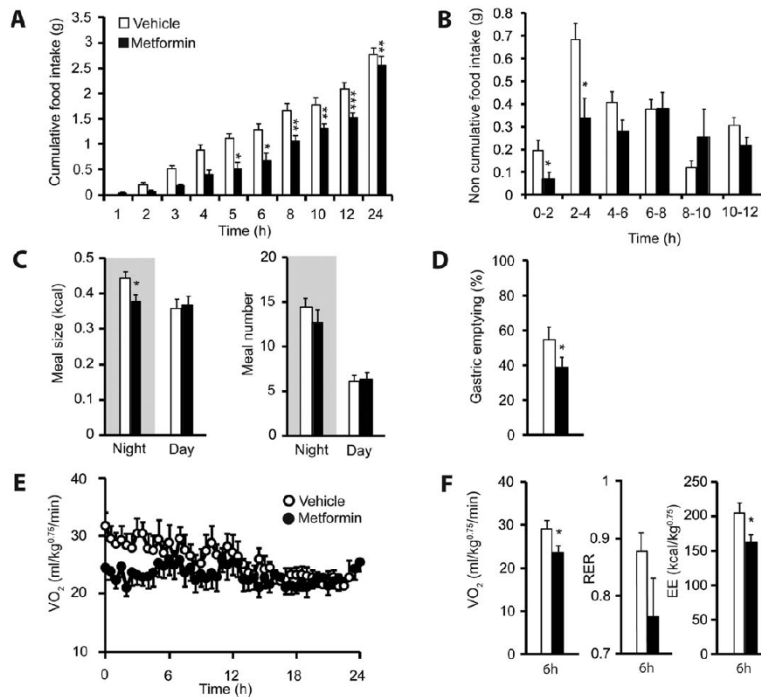 A
Vehicle
Metformin
Cumulative food intake (g)
3.5
3
2.5
2
1.5
1
0.5
0
* * ** ** *** **
1 2 3 4 5 6 8 10 12 24
Time (h)
B
Non cumulative food intake (g)
0.8
0.7
0.6
0.5
0.4
0.3
0.2
0.1
0
* *
0-2 2-4 4-6 6-8 8-10 10-12
Time (h)
C
Meal size (kcal)
0.5
0.4
0.3
0.2
0.1
0
*
Night Day
Meal number
20
15
10
5
0
Night Day
D
Gastric emptying (%)
100
80
60
40
20
0
*
E
Vehicle
Metformin
VO2 (ml/kg0.75/min)
40
30
20
10
0 6 12 18 24
Time (h)
F
VO2 (ml/kg0.75/min)
40
30
20
10
0
*
6h
RER
1
0.9
0.8
0.7
6h
EE (kcal/kg0.75)
250
200
150
100
50
0
*
6h